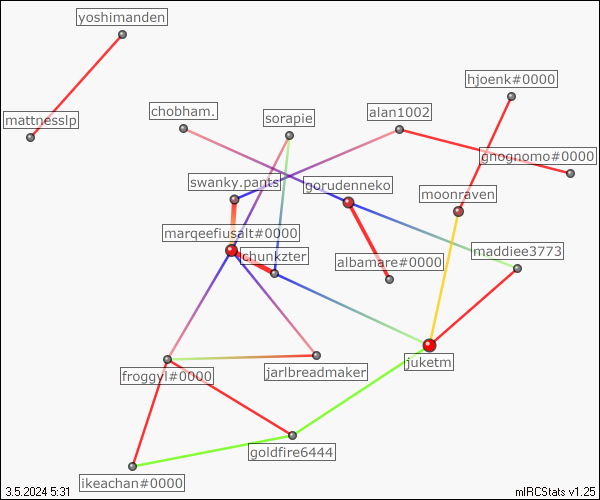 yoshimanden
hjoenk#0000
chobham.
alan1002
mattnesslp
sorapie
gnognomo#0000
swanky.pants
gorudenneko
moonraven
marqeefiusalt#0000
chunkzter
maddiee3773
albamare#0000
juketm
jarlbreadmaker
froggyl#0000
goldfire6444
ikeachan#0000
3.5.2024 5:31
mIRCStats v1.25